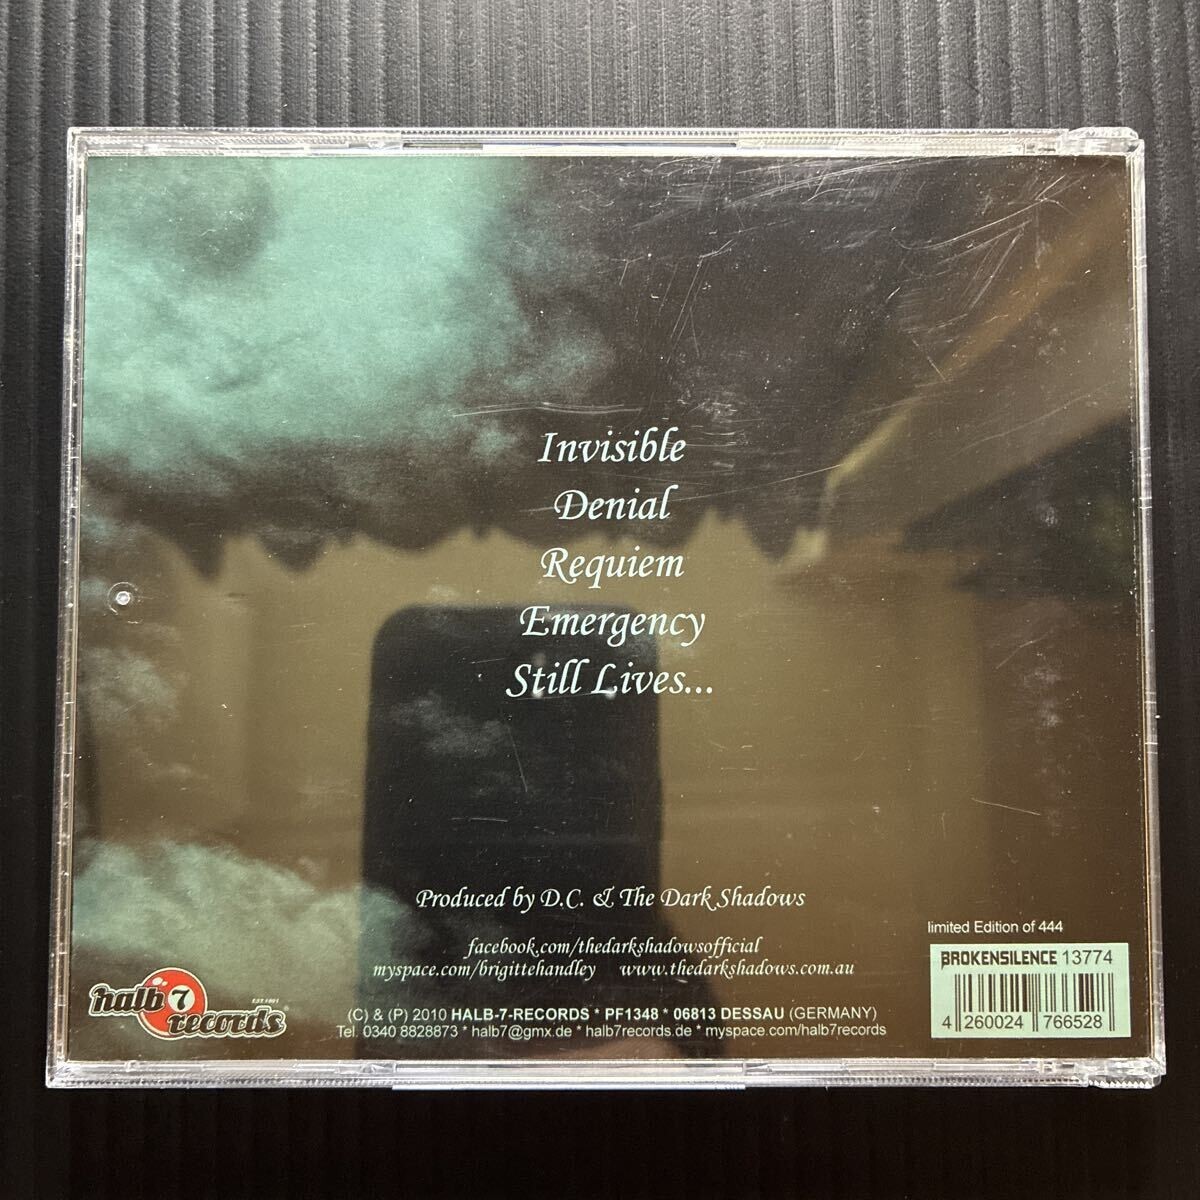 Invisible
Denial
Requiem
Emergency
Still Lives...
Produced by D.C. & The Dark Shadows
facebook.com/thedarkshadowsofficial
myspace.com/brigittehandley www.thedarkshadows.com.au
limited Edition of 444
BROKENSILENCE 13774
4 260024 766528
halb 7
records
EST.1991
(C) & (P) 2010 HALB-7-RECORDS * PF1348 * 06813 DESSAU (GERMANY)
Tel. 0340 8828873 * halb7@gmx.de * halb7records.de * myspace.com/halb7records